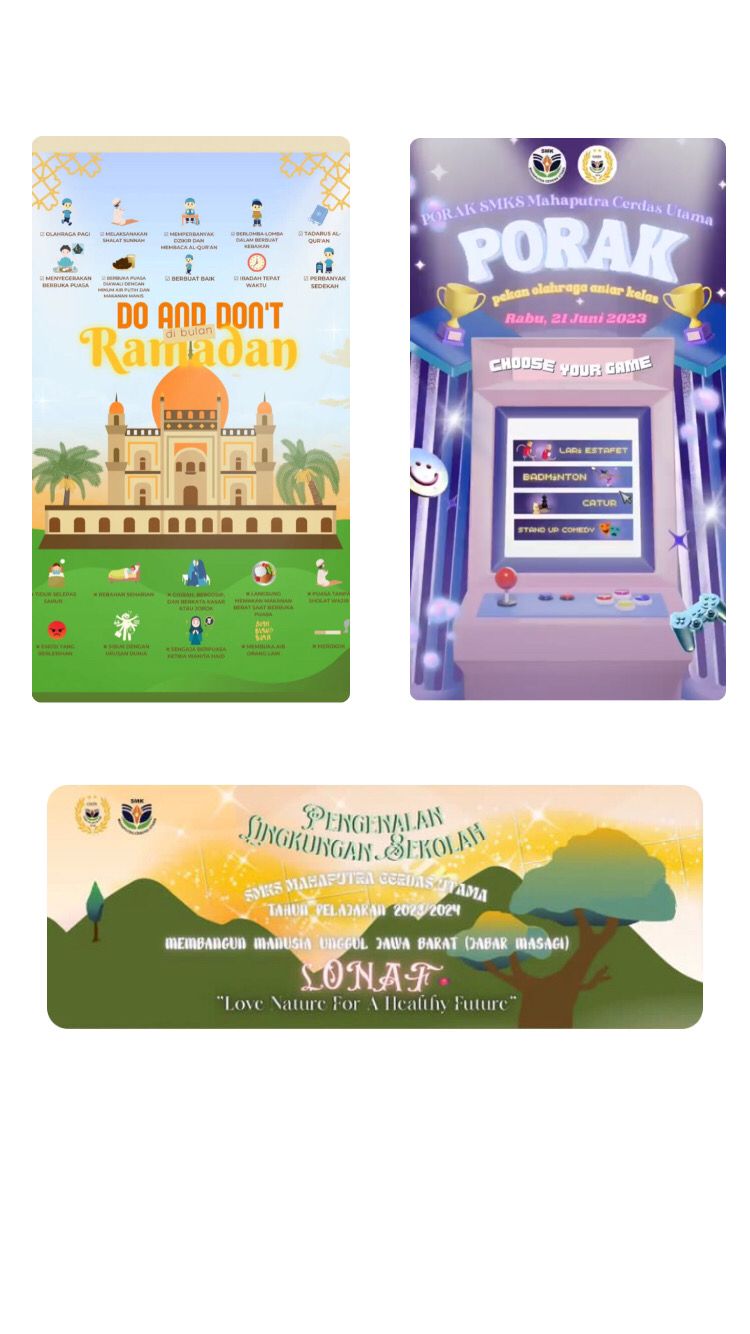 ☑ OLAHRAGA PAGI
☑ MELAKSANAKAN
SHALAT SUNNAH
☑ MEMPERBANYAK
DZIKIR DAN
MEMBACA AL-QUR'AN
☑ BERLOMBA-LOMBA
DALAM BERBUAT
KEBAIKAN
☑ TADARUS AL-
QUR'AN
☑ MENYEGERAKAN
BERBUKA PUASA
☑ BERBUKA PUASA
DIAWALI DENGAN
MINUM AIR PUTIH DAN
MAKANAN MANIS
☑ BERBUAT BAIK
☑ IBADAH TEPAT
WAKTU
☑ PERBANYAK
SEDEKAH
DO AND DON'T
di bulan
Ramadan
TIDUR SELEPAS
SAHUR
✖ REBAHAN SEHARIAN
✖ GHIBAH, BERGOSIP,
DAN BERKATA KASAR
ATAU JOROK
✖ LANGSUNG
MEMAKAN MAKANAN
BERAT SAAT BERBUKA
PUASA
✖ PUASA TANPA
SHOLAT WAJIB
✖ EMOSI YANG
BERLEBIHAN
✖ SIBUK DENGAN
URUSAN DUNIA
✖ SENGAJA BERPUASA
KETIKA WANITA HAID
✖ MEMBUKA AIB
ORANG LAIN
✖ MEROKOK
SMK
PORAK SMKS Mahaputra Cerdas Utama
PORAK
pekan olahraga antar kelas
Rabu, 21 Juni 2023
CHOOSE YOUR GAME
LARI ESTAFET
BADMINTON
CATUR
STAND UP COMEDY
SMK
PENGENALAN
LINGKUNGAN SEKOLAH
SMKS MAHAPUTRA CERDAS UTAMA
TAHUN PELAJARAN 2023/2024
MEMBANGUN MANUSIA UNGGUL JAWA BARAT (JABAR MASAGI)
LONAF
"Love Nature For A Healthy Future"